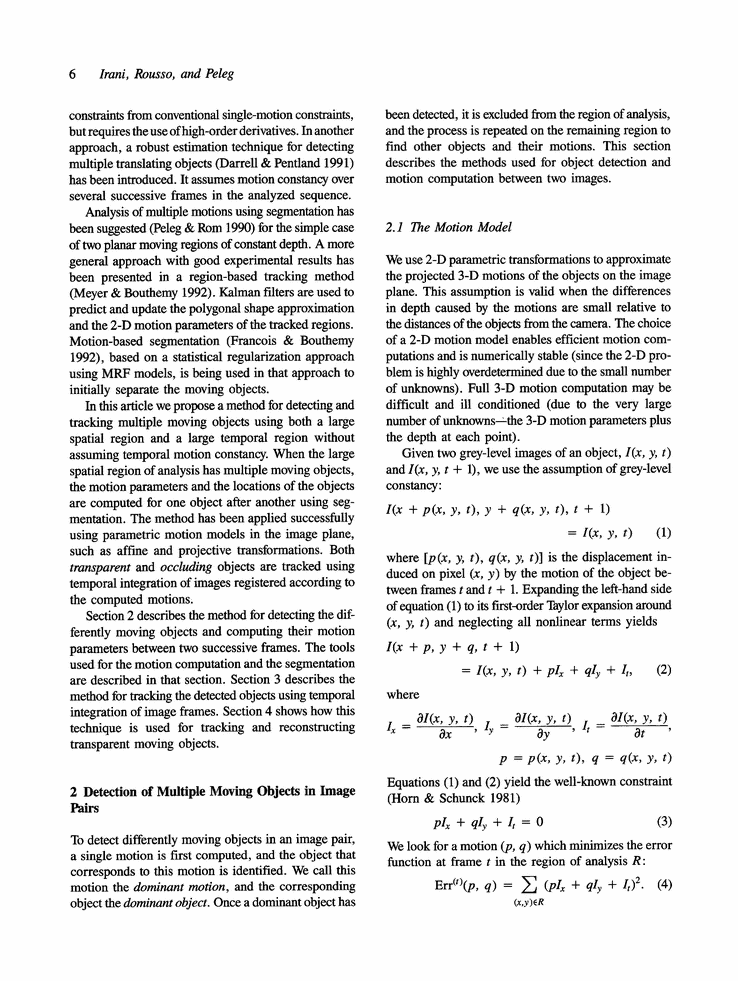 6 Irani, Rousso, and Peleg
constraints from conventional single-motion constraints,
but requires the use of high-order derivatives. In another
approach, a robust estimation technique for detecting
multiple translating objects (Darrell & Pentland 1991)
has been introduced. It assumes motion constancy over
several successive frames in the analyzed sequence.
Analysis of multiple motions using segmentation has
been suggested (Peleg & Rom 1990) for the simple case
of two planar moving regions of constant depth. A more
general approach with good experimental results has
been presented in a region-based tracking method
(Meyer & Bouthemy 1992). Kalman filters are used to
predict and update the polygonal shape approximation
and the 2-D motion parameters of the tracked regions.
Motion-based segmentation (Francois & Bouthemy
1992), based on a statistical regularization approach
using MRF models, is being used in that approach to
initially separate the moving objects.
In this article we propose a method for detecting and
tracking multiple moving objects using both a large
spatial region and a large temporal region without
assuming temporal motion constancy. When the large
spatial region of analysis has multiple moving objects,
the motion parameters and the locations of the objects
are computed for one object after another using seg-
mentation. The method has been applied successfully
using parametric motion models in the image plane,
such as affine and projective transformations. Both
transparent and occluding objects are tracked using
temporal integration of images registered according to
the computed motions.
Section 2 describes the method for detecting the dif-
ferently moving objects and computing their motion
parameters between two successive frames. The tools
used for the motion computation and the segmentation
are described in that section. Section 3 describes the
method for tracking the detected objects using temporal
integration of image frames. Section 4 shows how this
technique is used for tracking and reconstructing
transparent moving objects.
2 Detection of Multiple Moving Objects in Image
Pairs
To detect differently moving objects in an image pair,
a single motion is first computed, and the object that
corresponds to this motion is identified. We call this
motion the dominant motion, and the corresponding
object the dominant object. Once a dominant object has
been detected, it is excluded from the region of analysis,
and the process is repeated on the remaining region to
find other objects and their motions. This section
describes the methods used for object detection and
motion computation between two images.
2.1 The Motion Model
We use 2-D parametric transformations to approximate
the projected 3-D motions of the objects on the image
plane. This assumption is valid when the differences
in depth caused by the motions are small relative to
the distances of the objects from the camera. The choice
of a 2-D motion model enables efficient motion com-
putations and is numerically stable (since the 2-D pro-
blem is highly overdetermined due to the small number
of unknowns). Full 3-D motion computation may be
difficult and ill conditioned (due to the very large
number of unknowns—the 3-D motion parameters plus
the depth at each point).
Given two grey-level images of an object, I(x, y, t)
and I(x, y, t + 1), we use the assumption of grey-level
constancy:
I(x + p(x, y, t), y + q(x, y, t), t + 1)
= I(x, y, t) (1)
where [p(x, y, t), q(x, y, t)] is the displacement in-
duced on pixel (x, y) by the motion of the object be-
tween frames t and t + 1. Expanding the left-hand side
of equation (1) to its first-order Taylor expansion around
(x, y, t) and neglecting all nonlinear terms yields
I(x + p, y + q, t + 1)
= I(x, y, t) + pIₓ + qI_y + I_t, (2)
where
Iₓ = ∂I(x, y, t)/∂x, I_y = ∂I(x, y, t)/∂y, I_t = ∂I(x, y, t)/∂t,
p = p(x, y, t), q = q(x, y, t)
Equations (1) and (2) yield the well-known constraint
(Horn & Schunck 1981)
pIₓ + qI_y + I_t = 0 (3)
We look for a motion (p, q) which minimizes the error
function at frame t in the region of analysis R:
Err⁽ᵗ⁾(p, q) = ∑ (pIₓ + qI_y + I_t)². (4)
(x,y)∈R